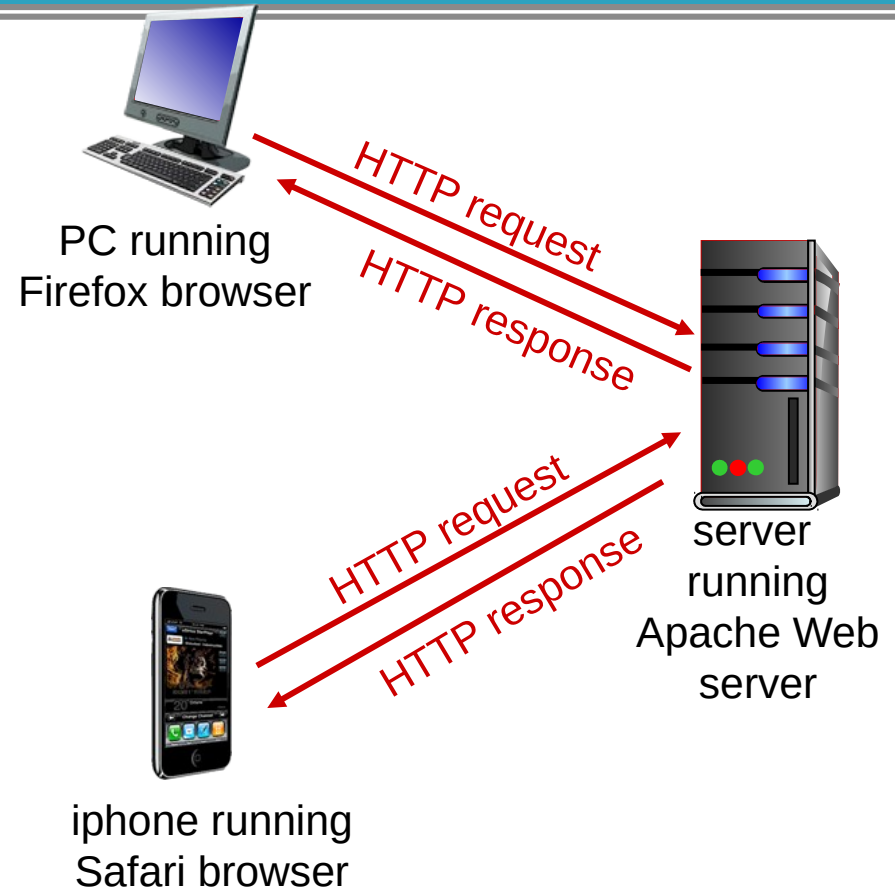 HTTP request
HTTP response
PC running
Firefox browser
HTTP request
HTTP response
server
running
Apache Web
server
iphone running
Safari browser